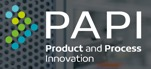 PAPI
Product and Process
Innovation